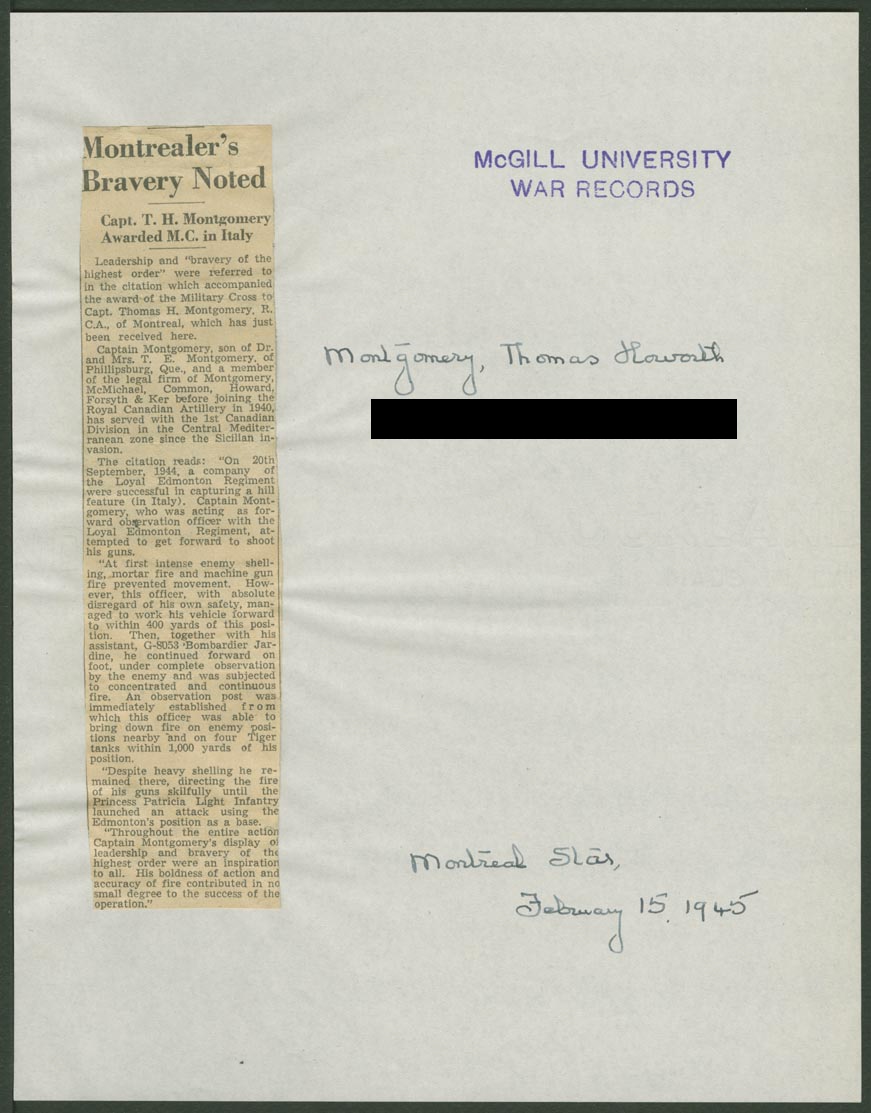 Montrealer's
Bravery Noted
Capt. T. H. Montgomery
Awarded M.C. in Italy
Leadership and "bravery of the
highest order" were referred to
in the citation which accompanied
the award of the Military Cross to
Capt. Thomas H. Montgomery, R.
C.A., of Montreal, which has just
been received here.
Captain Montgomery, son of Dr.
and Mrs. T. E. Montgomery, of
Phillipsburg, Que., and a member
of the legal firm of Montgomery,
McMichael, Common, Howard,
Forsyth & Ker before joining the
Royal Canadian Artillery in 1940,
has served with the 1st Canadian
Division in the Central Mediter-
ranean zone since the Sicilian in-
vasion.
The citation reads: "On 20th
September, 1944, a company of
the Loyal Edmonton Regiment
were successful in capturing a hill
feature (in Italy). Captain Mont-
gomery, who was acting as for-
ward observation officer with the
Loyal Edmonton Regiment, at-
tempted to get forward to shoot
his guns.
"At first intense enemy shell-
ing, mortar fire and machine gun
fire prevented movement. How-
ever, this officer, with absolute
disregard of his own safety, man-
aged to work his vehicle forward
to within 400 yards of this posi-
tion. Then, together with his
assistant, G-8053 Bombardier Jar-
dine, he continued forward on
foot, under complete observation
by the enemy and was subjected
to concentrated and continuous
fire. An observation post was
immediately established from
which this officer was able to
bring down fire on enemy posi-
tions nearby and on four Tiger
tanks within 1,000 yards of his
position.
"Despite heavy shelling he re-
mained there, directing the fire
of his guns skilfully until the
Princess Patricia Light Infantry
launched an attack using the
Edmonton's position as a base.
"Throughout the entire action
Captain Montgomery's display of
leadership and bravery of the
highest order were an inspiration
to all. His boldness of action and
accuracy of fire contributed in no
small degree to the success of the
operation."
McGILL UNIVERSITY
WAR RECORDS
Montgomery, Thomas Howorth
Montreal Star,
February 15, 1945